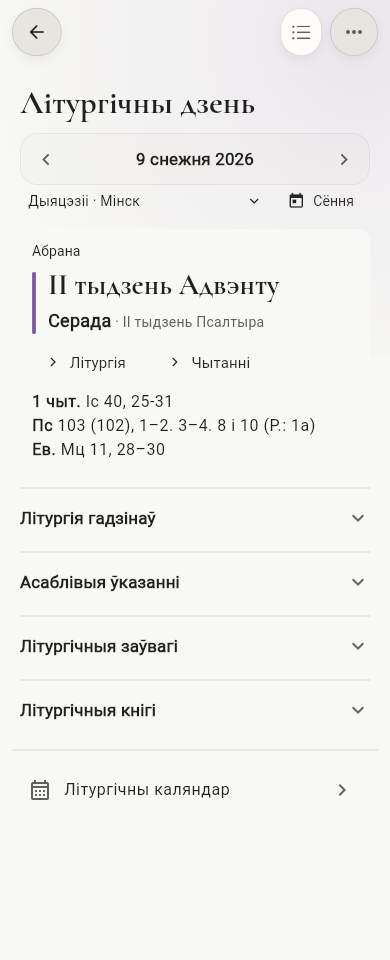 Літургічны дзень
9 снежня 2026
Дыяцэзіі · Мінск
Сёння
Абрана
II тыдзень Адвэнту
Серада · II тыдзень Псалтыра
Літургія
Чытанні
1 чыт. Іс 40, 25-31
Пс 103 (102), 1–2. 3–4. 8 і 10 (Р.: 1a)
Ев. Мц 11, 28–30
Літургія гадзінаў
Асаблівыя ўказанні
Літургічныя заўвагі
Літургічныя кнігі
Літургічны каляндар